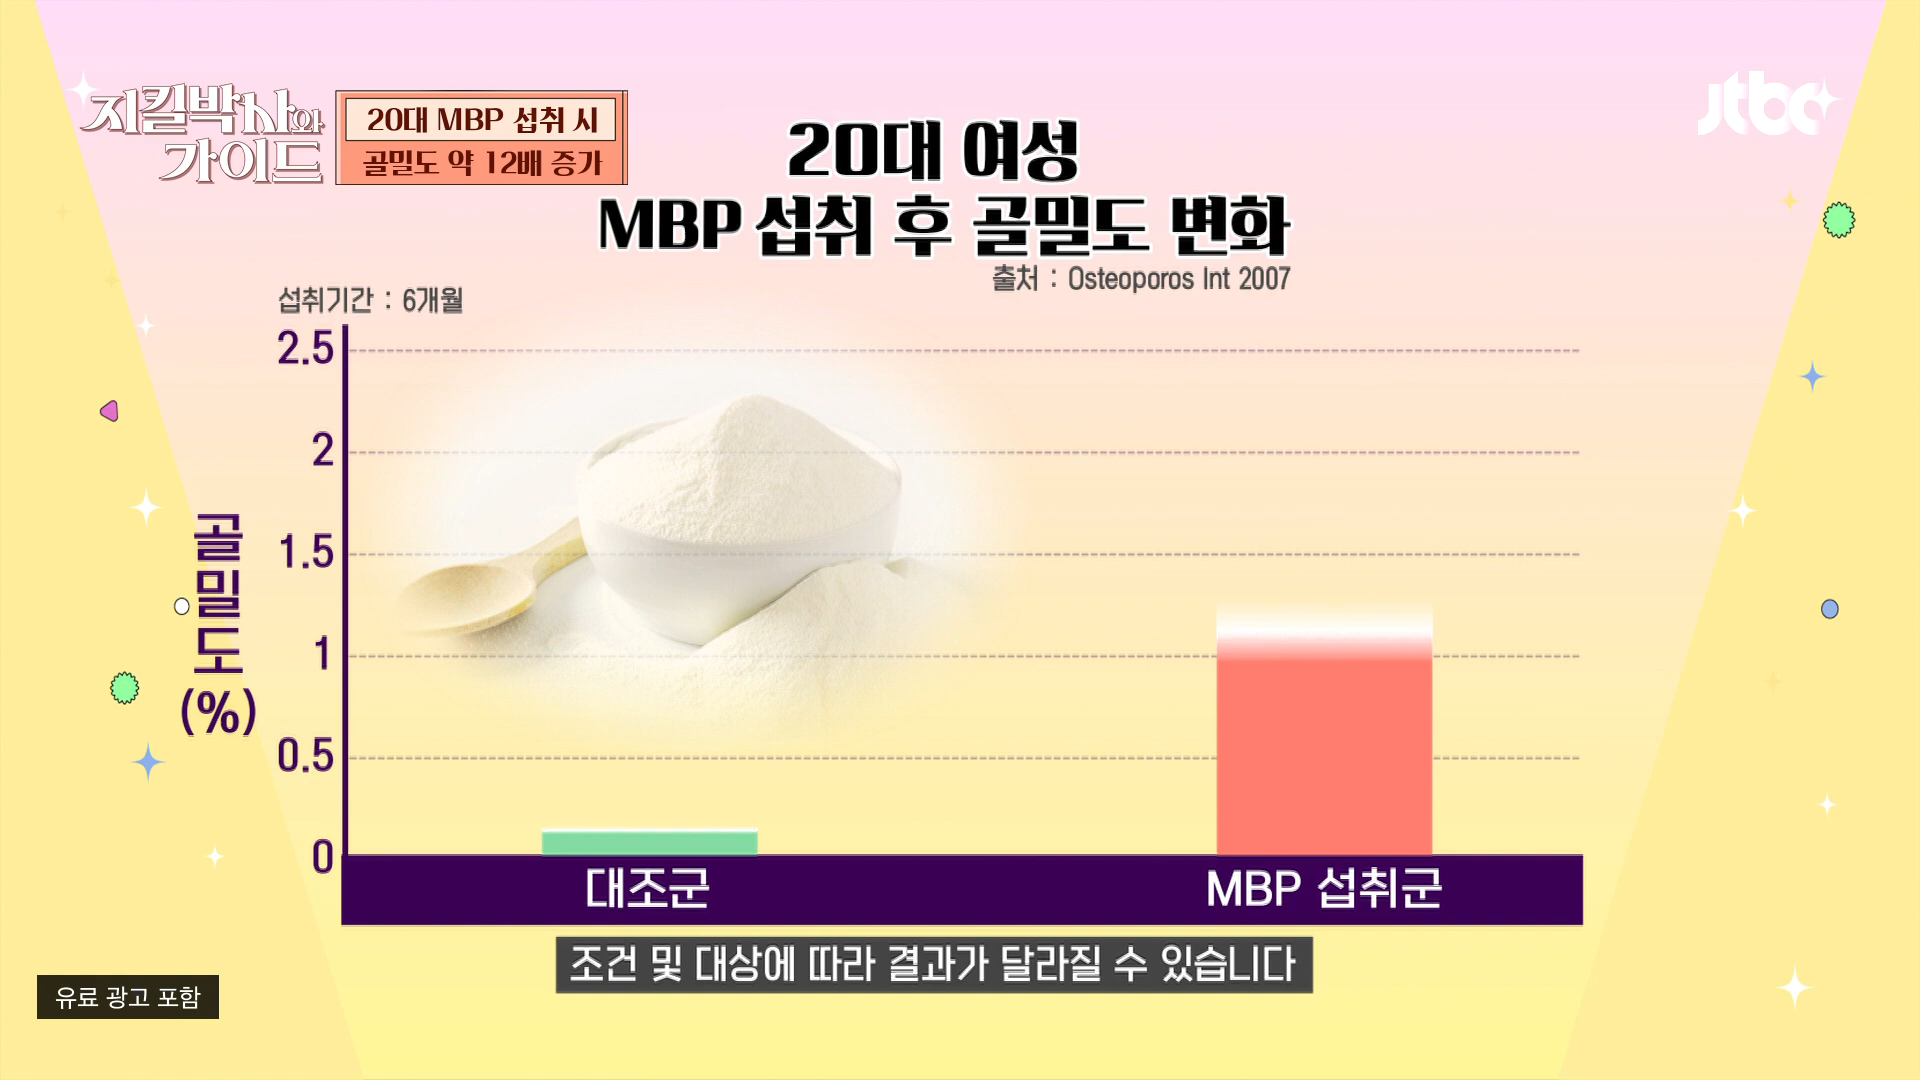 지킬박사와
가이드
20대 MBP 섭취 시
골밀도 약 12배 증가
jtbc
20대 여성
MBP 섭취 후 골밀도 변화
출처 : Osteoporos Int 2007
섭취기간 : 6개월
2.5
2
1.5
1
0.5
0
골밀도
(%)
대조군
MBP 섭취군
조건 및 대상에 따라 결과가 달라질 수 있습니다
유료 광고 포함